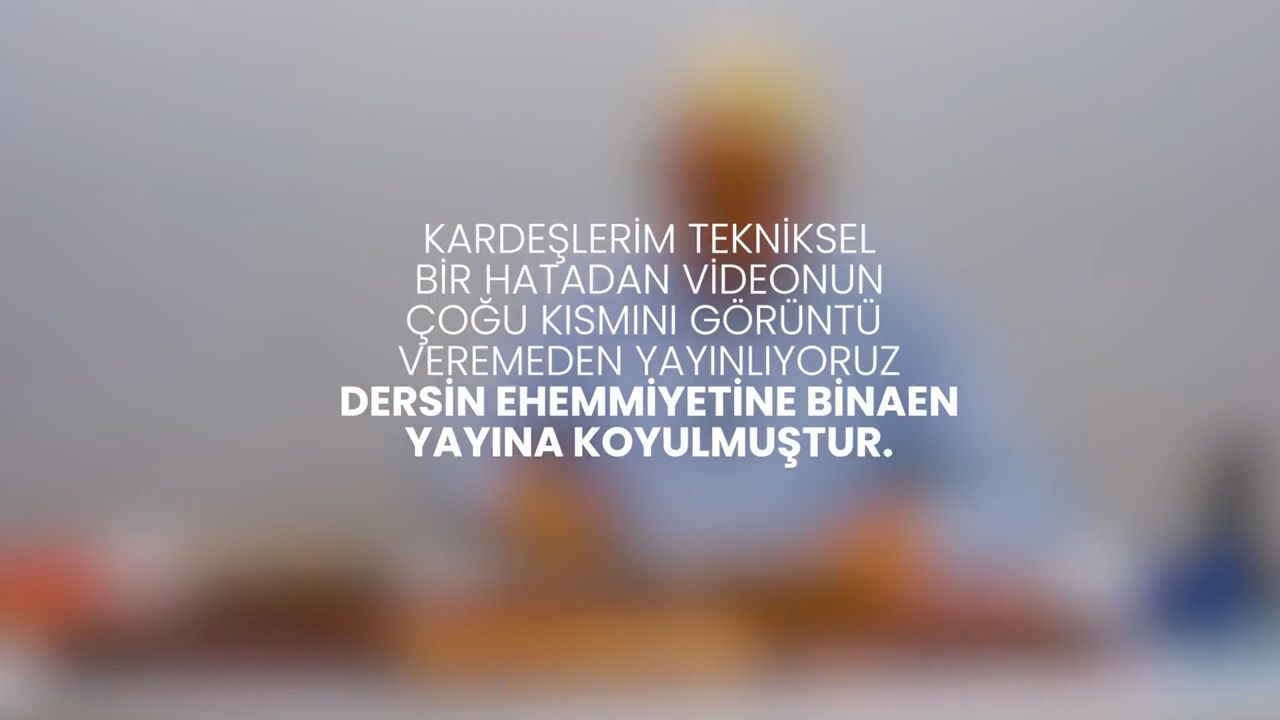 KARDEŞLERİM TEKNİKSEL
BİR HATADAN VİDEONUN
ÇOĞU KISMINI GÖRÜNTÜ
VEREMEDEN YAYINLIYORUZ
DERSİN EHEMMİYETİNE BİNAEN
YAYINA KOYULMUŞTUR.